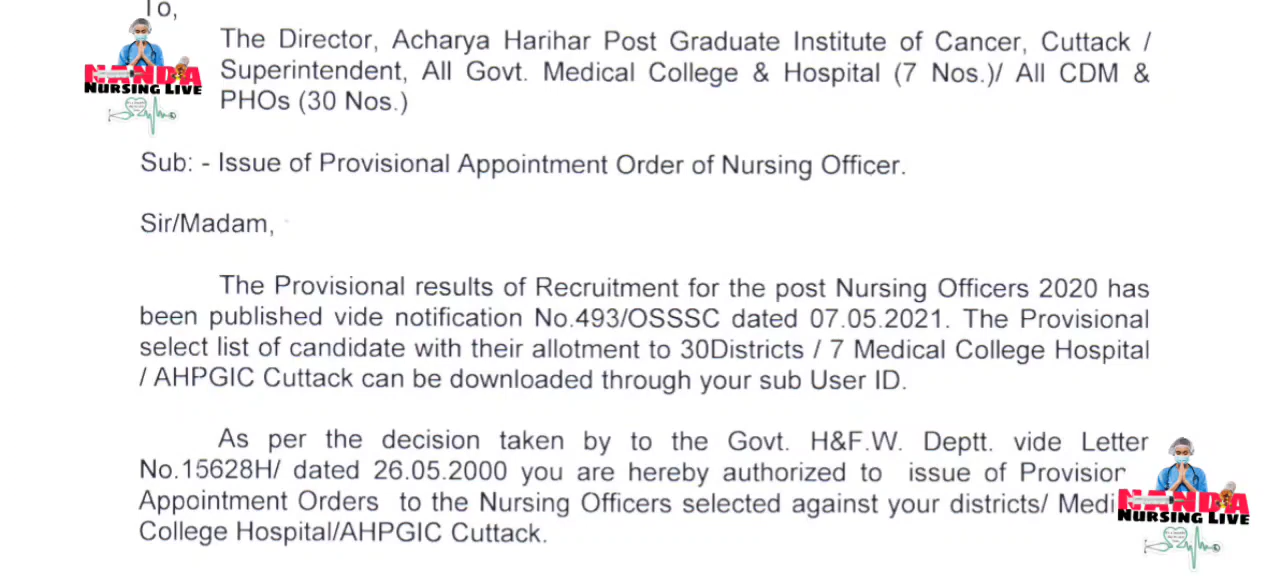 To,
The Director, Acharya Harihar Post Graduate Institute of Cancer, Cuttack /
NANDA
Superintendent, All Govt. Medical College & Hospital (7 Nos.)/ All CDM &
NURSING LIVE
PHOs (30 Nos.)
Sub: - Issue of Provisional Appointment Order of Nursing Officer.
Sir/Madam,
The Provisional results of Recruitment for the post Nursing Officers 2020 has
been published vide notification No.493/OSSSC dated 07.05.2021. The Provisional
select list of candidate with their allotment to 30Districts / 7 Medical College Hospital
/ AHPGIC Cuttack can be downloaded through your sub User ID.
As per the decision taken by to the Govt. H&F.W. Deptt. vide Letter
No.15628H/ dated 26.05.2000 you are hereby authorized to issue of Provision
Appointment Orders to the Nursing Officers selected against your districts/ Medi
College Hospital/AHPGIC Cuttack.
NANDA
NURSING LIVE